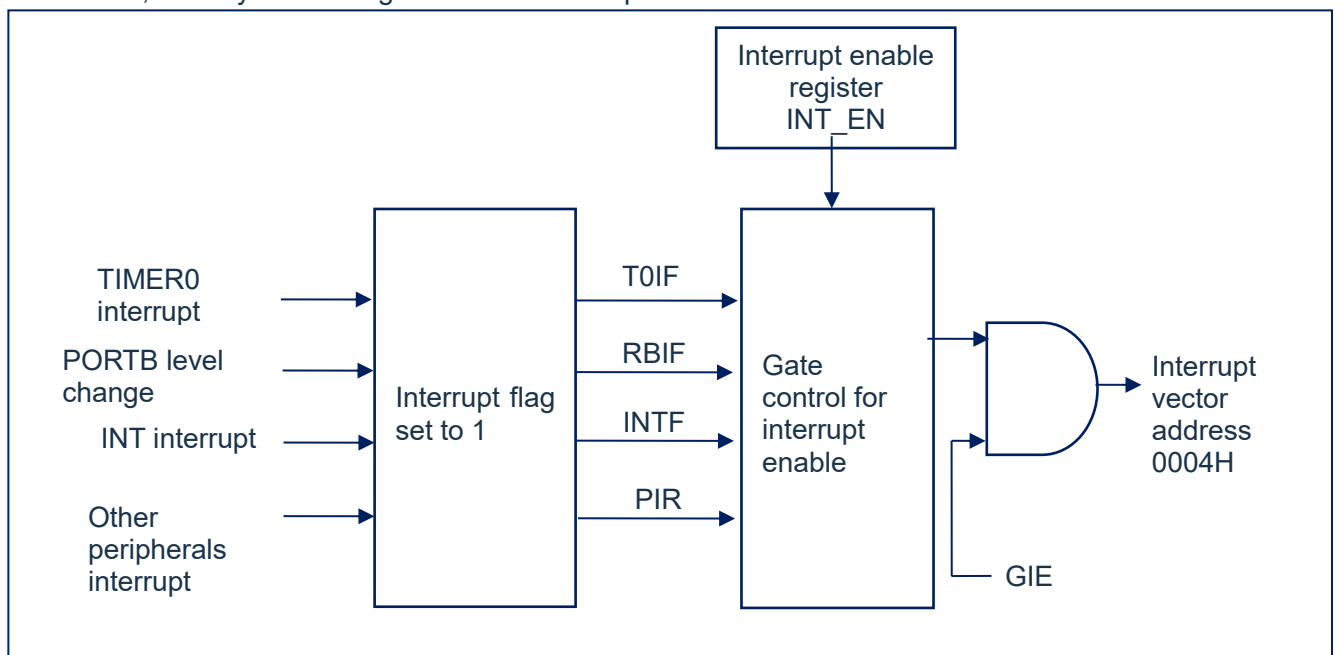 Interrupt enable
register
INT_EN
TIMER0
interrupt
T0IF
PORTB level
change
RBIF
Interrupt flag
set to 1
Gate
control for
interrupt
enable
Interrupt
vector
address
0004H
INT interrupt
INTF
PIR
Other
peripherals
interrupt
GIE